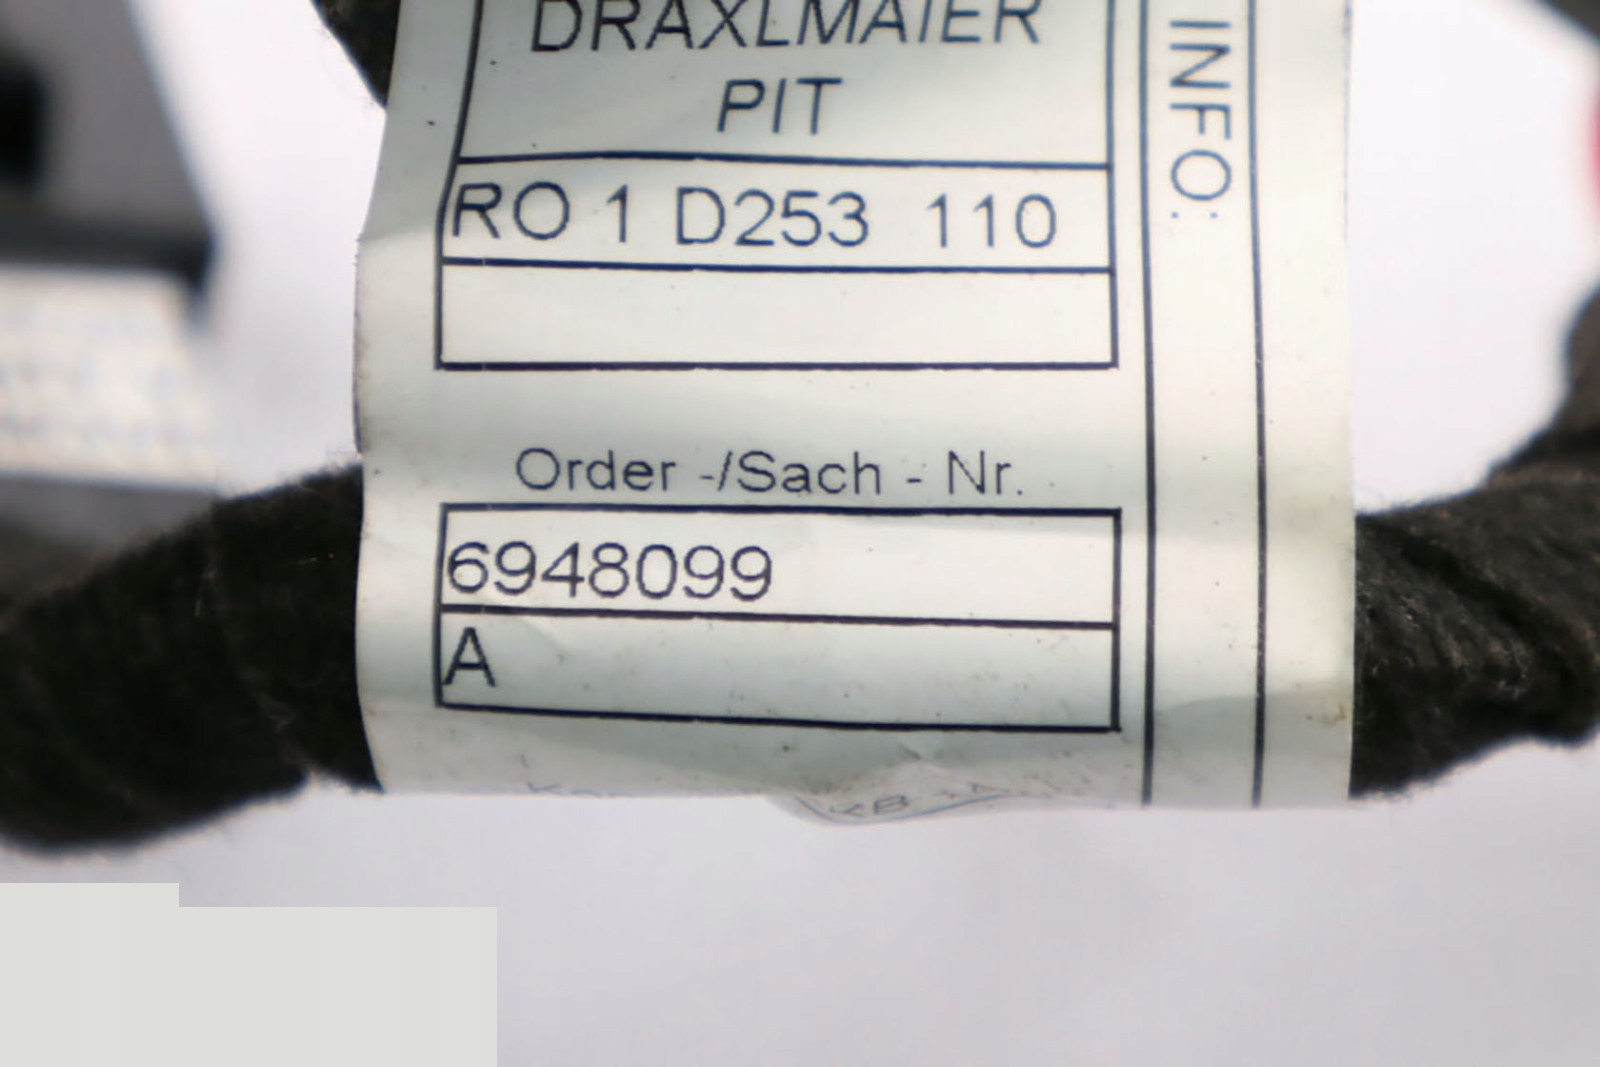 DRAXLMAIER
PIT
RO 1 D253 110
Order -/Sach - Nr.
6948099
A
INFO: